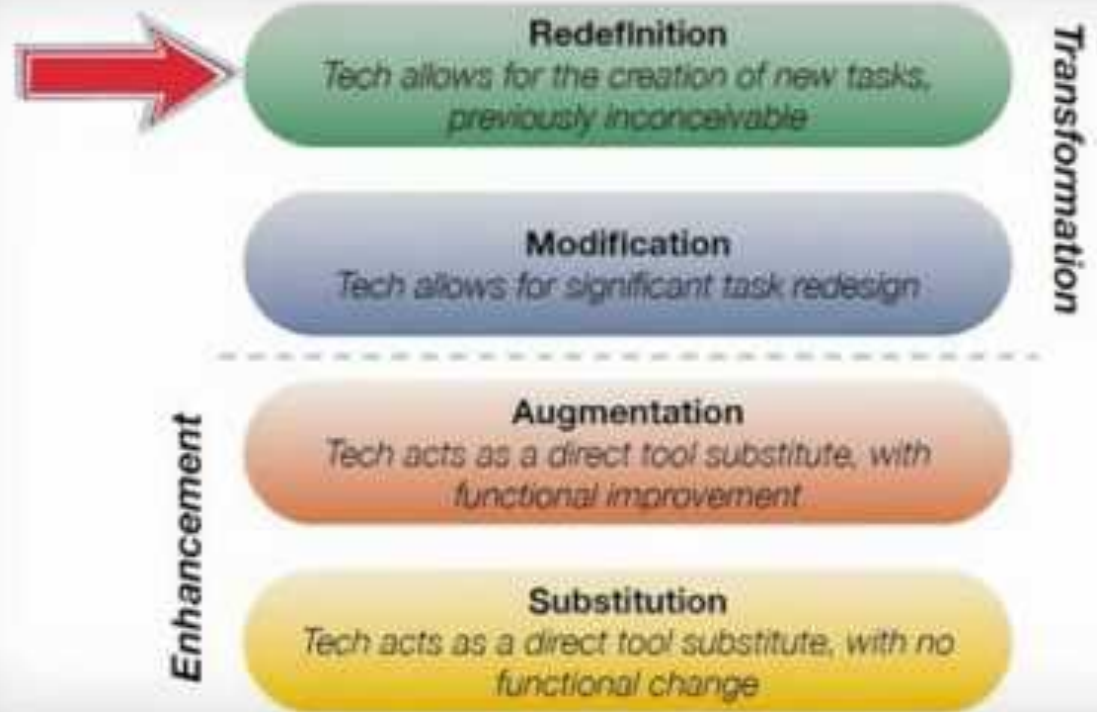 Redefinition
Tech allows for the creation of new tasks,
previously inconceivable
Transformation
Modification
Tech allows for significant task redesign
Augmentation
Tech acts as a direct tool substitute, with
functional improvement
Enhancement
Substitution
Tech acts as a direct tool substitute, with no
functional change